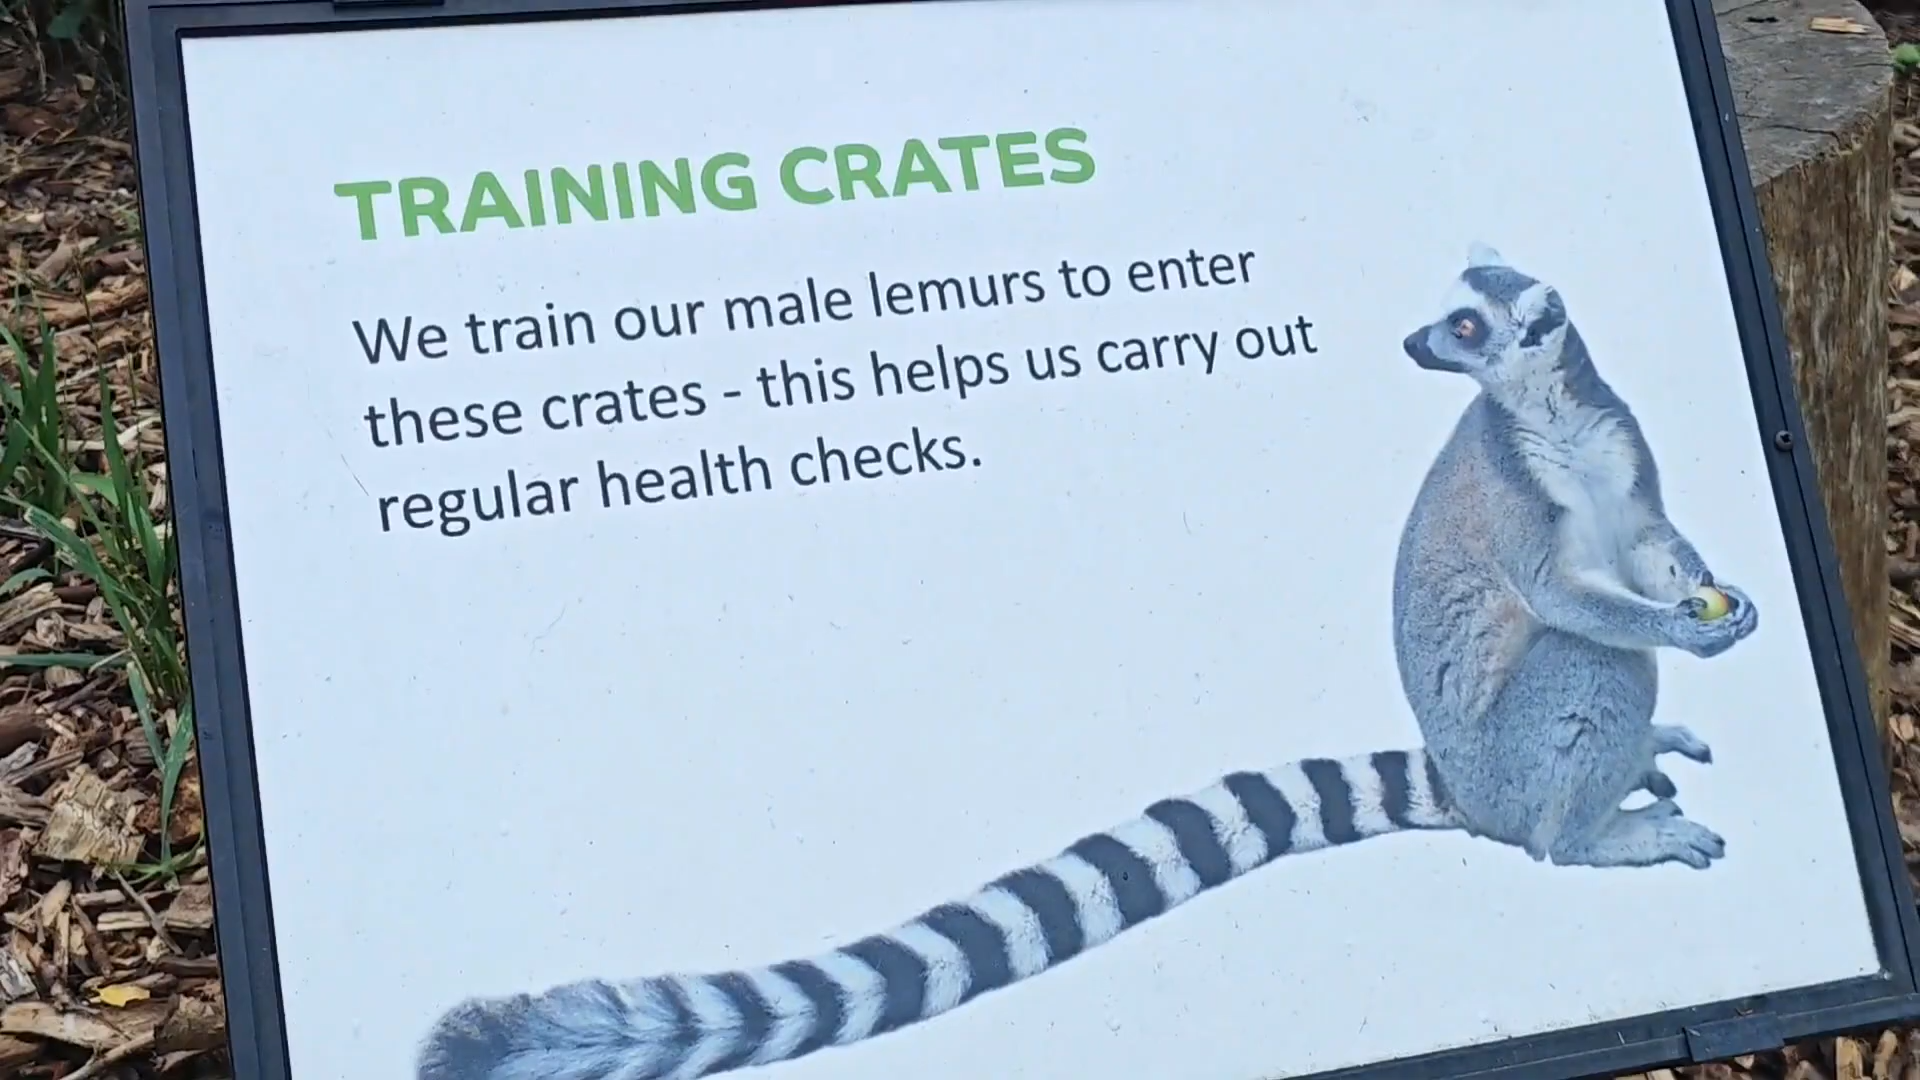 TRAINING CRATES
We train our male lemurs to enter
these crates - this helps us carry out
regular health checks.